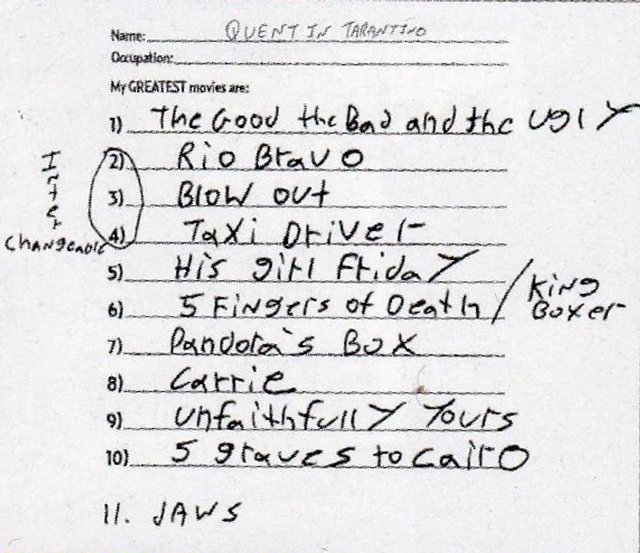 Name: QUENTIN TARANTINO
Occupation:
My GREATEST movies are:
1) The Good the Bad and the UGLY
2) Rio Bravo
3) Blow out
4) Taxi Driver
Inter
changeable
5) His girl Friday
6) 5 Fingers of Death / King
Boxer
7) Pandora's Box
8) Carrie
9) unfaithfully Yours
10) 5 graves to Cairo
11. JAWS